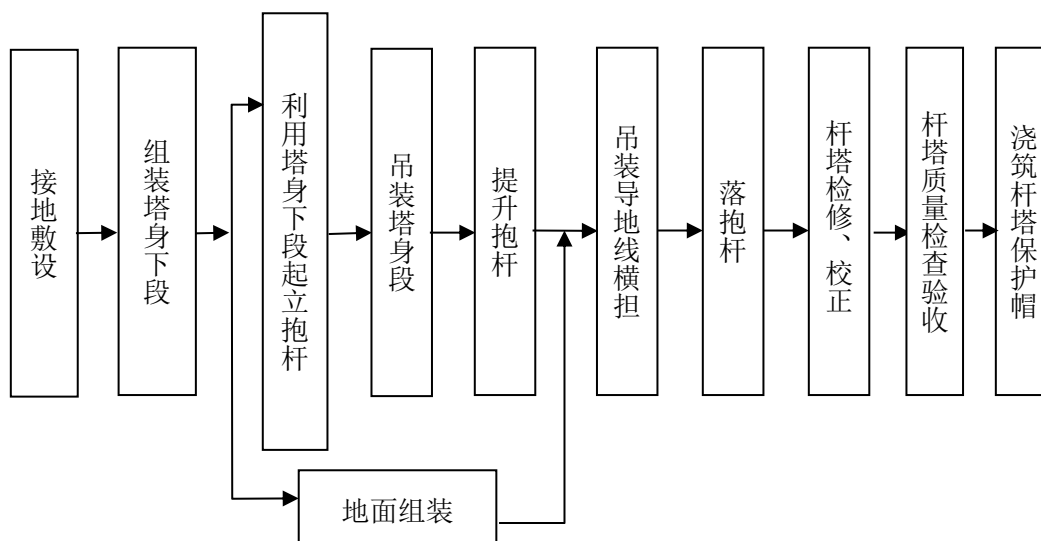 接地敷设
组装塔身下段
利用塔身下段起立抱杆
吊装塔身段
提升抱杆
吊装导地线横担
落抱杆
杆塔检修、校正
杆塔质量检查验收
浇筑杆塔保护帽
地面组装